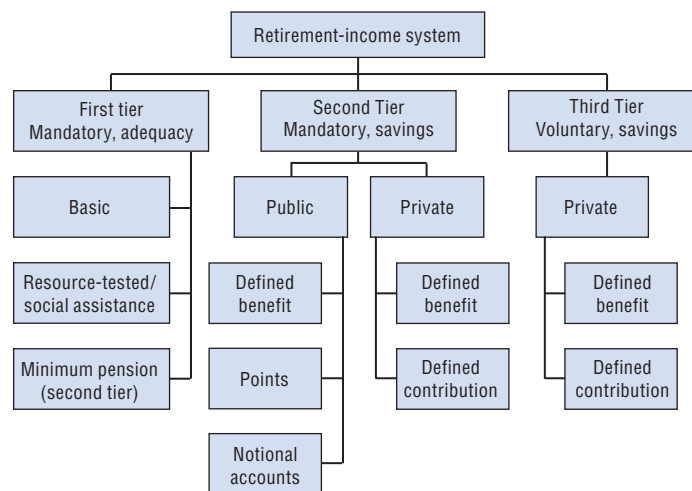 Retirement-income system
First tier
Mandatory, adequacy
Second Tier
Mandatory, savings
Third Tier
Voluntary, savings
Basic
Public
Private
Private
Resource-tested/
social assistance
Defined
benefit
Defined
benefit
Defined
benefit
Minimum pension
(second tier)
Points
Defined
contribution
Defined
contribution
Notional
accounts